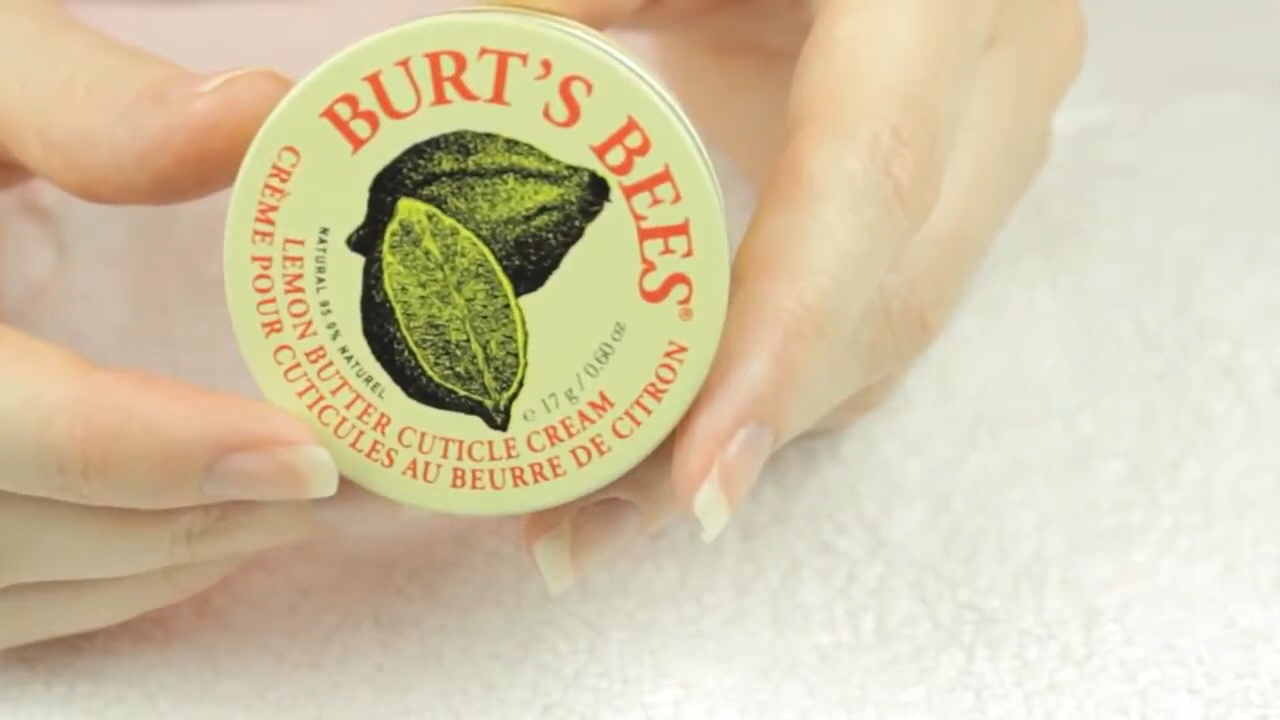 BURT'S BEES®
NATURAL 95.0% NATUREL
e 17 g / 0.60 oz
LEMON BUTTER CUTICLE CREAM
CRÈME POUR CUTICULES AU BEURRE DE CITRON